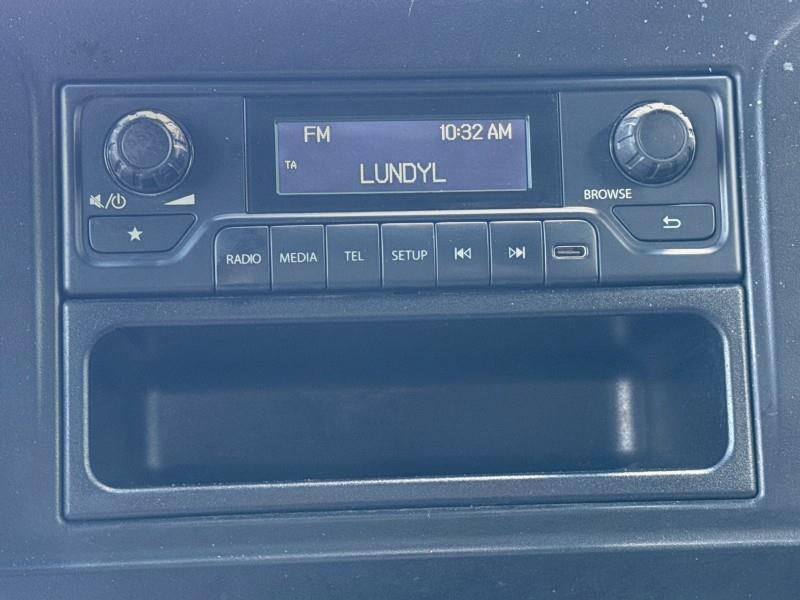 FM 10:32 AM
TA
LUNDYL
BROWSE
RADIO MEDIA TEL SETUP